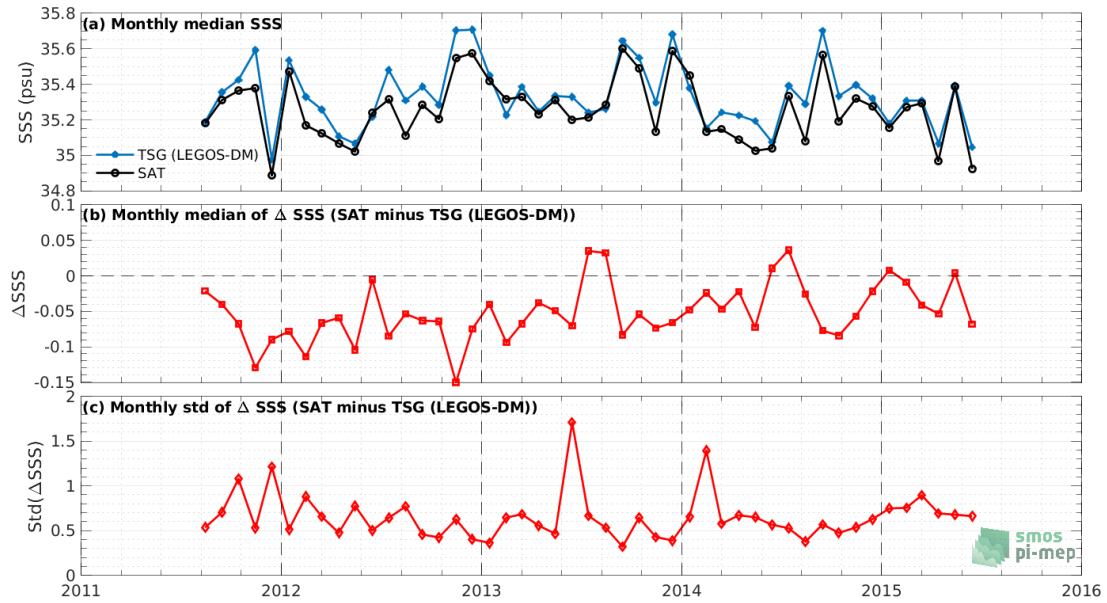 (a) Monthly median SSS
35.8
35.6
35.4
35.2
35
34.8
SSS (psu)
TSG (LEGOS-DM)
SAT
(b) Monthly median of Δ SSS (SAT minus TSG (LEGOS-DM))
0.1
0.05
0
-0.05
-0.1
-0.15
ΔSSS
(c) Monthly std of Δ SSS (SAT minus TSG (LEGOS-DM))
2
1.5
1
0.5
0
Std(ΔSSS)
smos
pi-mep
2011 2012 2013 2014 2015 2016